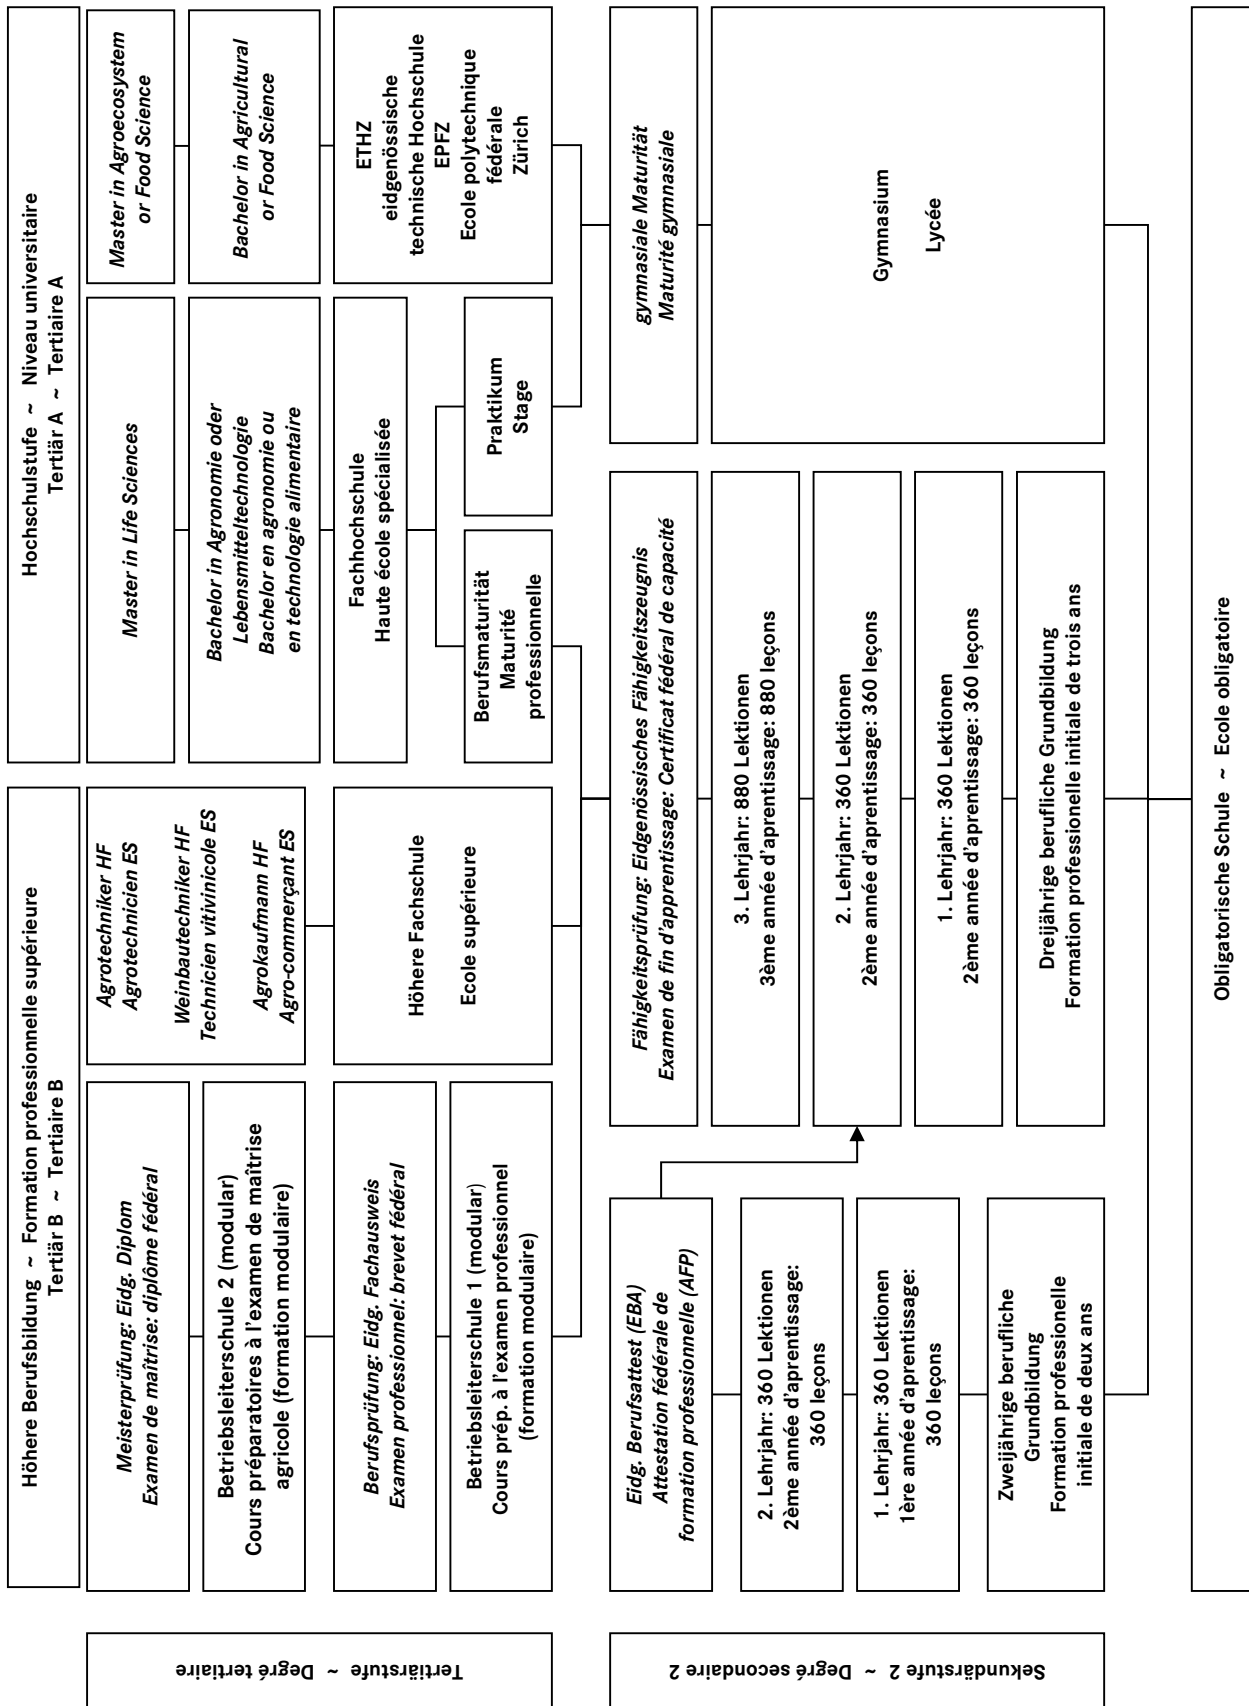 Höhere Berufsbildung ~ Formation professionnelle supérieure
Tertiär B ~ Tertiaire B
Hochschulstufe ~ Niveau universitaire
Tertiär A ~ Tertiaire A
Tertiärstufe ~ Degré tertiaire
Meisterprüfung: Eidg. Diplom
Examen de maîtrise: diplôme fédéral
Betriebsleiterschule 2 (modular)
Cours préparatoires à l'examen de maîtrise
agricole (formation modulaire)
Berufsprüfung: Eidg. Fachausweis
Examen professionnel: brevet fédéral
Betriebsleiterschule 1 (modular)
Cours prép. à l'examen professionnel
(formation modulaire)
Agrotechniker HF
Agrotechnicien ES
Weinbautechniker HF
Technicien vitivinicole ES
Agrokaufmann HF
Agro-commerçant ES
Höhere Fachschule
Ecole supérieure
Master in Life Sciences
Bachelor in Agronomie oder
Lebensmitteltechnologie
Bachelor en agronomie ou
en technologie alimentaire
Fachhochschule
Haute école spécialisée
Berufsmaturität
Maturité
professionnelle
Praktikum
Stage
Master in Agroecosystem
or Food Science
Bachelor in Agricultural
or Food Science
ETHZ
eidgenössische
technische Hochschule
EPFZ
Ecole polytechnique
fédérale
Zürich
Sekundärstufe 2 ~ Degré secondaire 2
Eidg. Berufsattest (EBA)
Attestation fédérale de
formation professionnelle (AFP)
2. Lehrjahr: 360 Lektionen
2ème année d'aprentissage:
360 leçons
1. Lehrjahr: 360 Lektionen
1ère année d'aprentissage:
360 leçons
Zweijährige berufliche
Grundbildung
Formation professionelle
initiale de deux ans
Fähigkeitsprüfung: Eidgenössisches Fähigkeitszeugnis
Examen de fin d'apprentissage: Certificat fédéral de capacité
3. Lehrjahr: 880 Lektionen
3ème année d'aprentissage: 880 leçons
2. Lehrjahr: 360 Lektionen
2ème année d'aprentissage: 360 leçons
1. Lehrjahr: 360 Lektionen
2ème année d'aprentissage: 360 leçons
Dreijährige berufliche Grundbildung
Formation professionelle initiale de trois ans
gymnasiale Maturität
Maturité gymnasiale
Gymnasium
Lycée
Obligatorische Schule ~ Ecole obligatoire